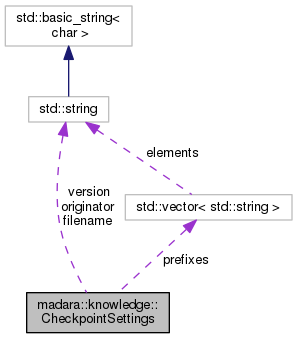 std::basic_string<
char >
std::string
elements
version
originator
filename
std::vector< std::string >
prefixes
madara::knowledge::
CheckpointSettings